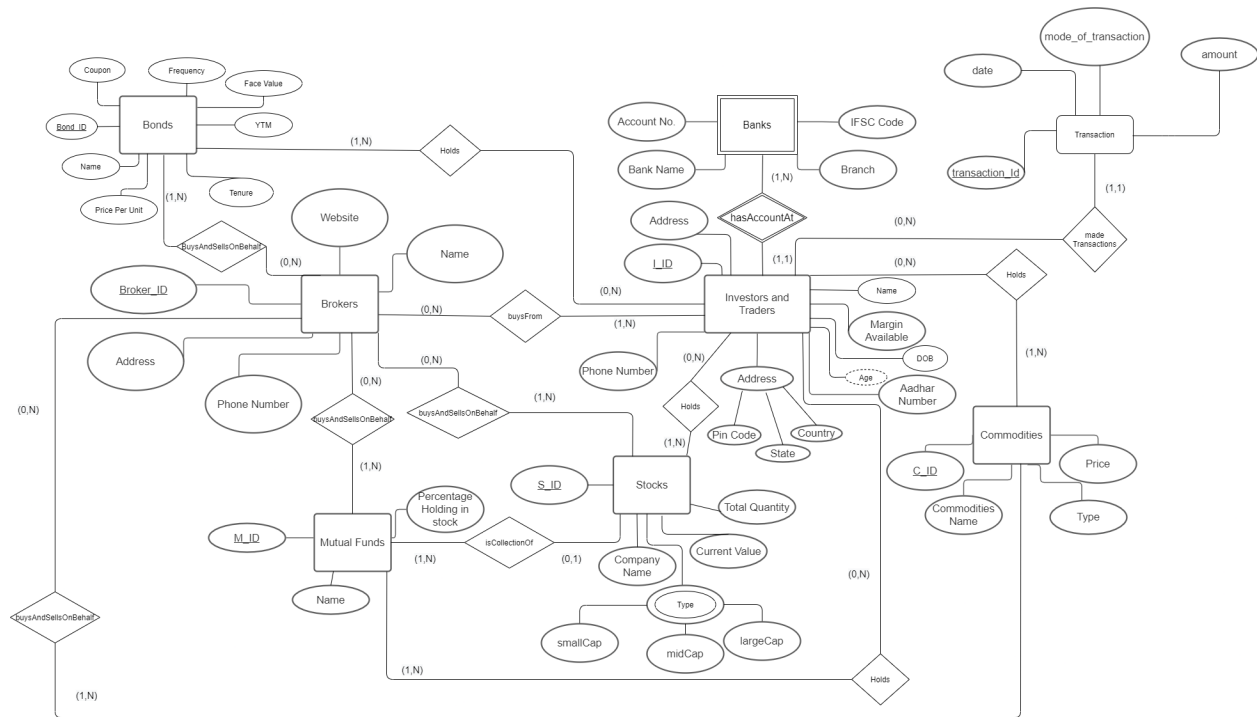 mode_of_transaction
amount
date
Coupon
Frequency
Face Value
Bonds
Banks
Account No.
IFSC Code
Transaction
Bond_ID
YTM
(1,N)
Holds
Name
Bank Name
Branch
transaction_Id
Tenure
(1,N)
Price Per Unit
(1,N)
(1,1)
Website
Address
hasAccountAt
(0,N)
made
Transactions
BuysAndSellsOnBehalf
Name
(0,N)
I_ID
(1,1)
(0,N)
Holds
Broker_ID
Brokers
Investors and
Traders
Name
(0,N)
(0,N)
buysFrom
(1,N)
Margin
Available
Address
(0,N)
(0,N)
Phone Number
(0,N)
DOB
(1,N)
Address
Age
Aadhar
Number
Phone Number
buysAndSellsOnBehalf
buysAndSellsOnBehalf
(1,N)
Holds
Pin Code
Country
State
(0,N)
(1,N)
Commodities
(1,N)
S_ID
Stocks
C_ID
Price
Percentage
Holding in
stock
Total Quantity
Commodities
Name
Type
M_ID
Mutual Funds
(1,N)
isCollectionOf
(0,1)
Company
Name
Current Value
(0,N)
Name
Type
buysAndSellsOnBehalf
smallCap
midCap
largeCap
(1,N)
(1,N)
Holds